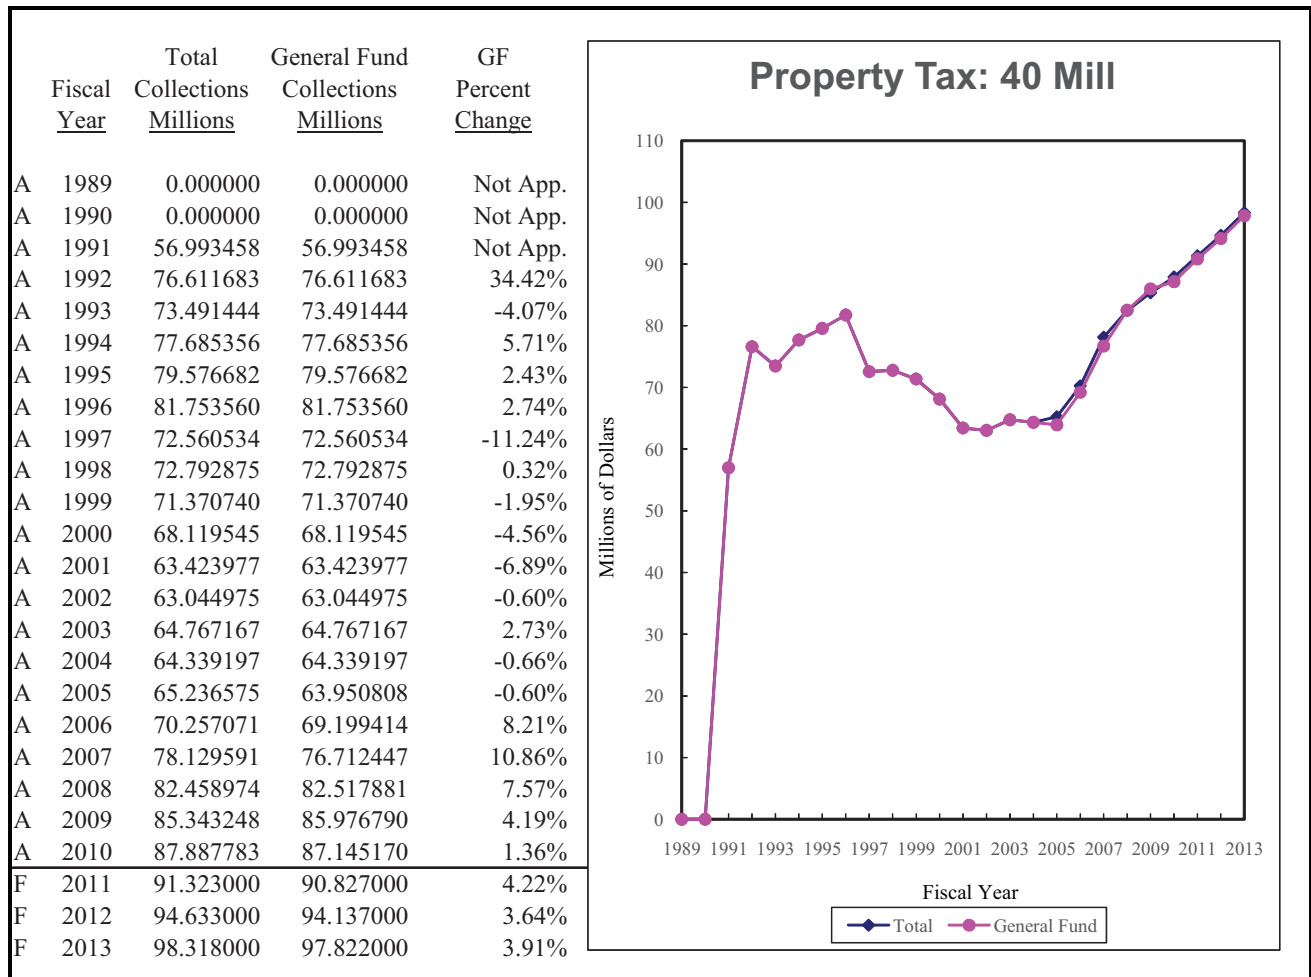 Total General Fund GF
Fiscal Collections Collections Percent
Year Millions Millions Change
A 1989 0.000000 0.000000 Not App.
A 1990 0.000000 0.000000 Not App.
A 1991 56.993458 56.993458 Not App.
A 1992 76.611683 76.611683 34.42%
A 1993 73.491444 73.491444 -4.07%
A 1994 77.685356 77.685356 5.71%
A 1995 79.576682 79.576682 2.43%
A 1996 81.753560 81.753560 2.74%
A 1997 72.560534 72.560534 -11.24%
A 1998 72.792875 72.792875 0.32%
A 1999 71.370740 71.370740 -1.95%
A 2000 68.119545 68.119545 -4.56%
A 2001 63.423977 63.423977 -6.89%
A 2002 63.044975 63.044975 -0.60%
A 2003 64.767167 64.767167 2.73%
A 2004 64.339197 64.339197 -0.66%
A 2005 65.236575 63.950808 -0.60%
A 2006 70.257071 69.199414 8.21%
A 2007 78.129591 76.712447 10.86%
A 2008 82.458974 82.517881 7.57%
A 2009 85.343248 85.976790 4.19%
A 2010 87.887783 87.145170 1.36%
F 2011 91.323000 90.827000 4.22%
F 2012 94.633000 94.137000 3.64%
F 2013 98.318000 97.822000 3.91%
Property Tax: 40 Mill
110
100
90
80
70
60
50
40
30
20
10
0
Millions of Dollars
1989 1991 1993 1995 1997 1999 2001 2003 2005 2007 2009 2011 2013
Fiscal Year
Total General Fund